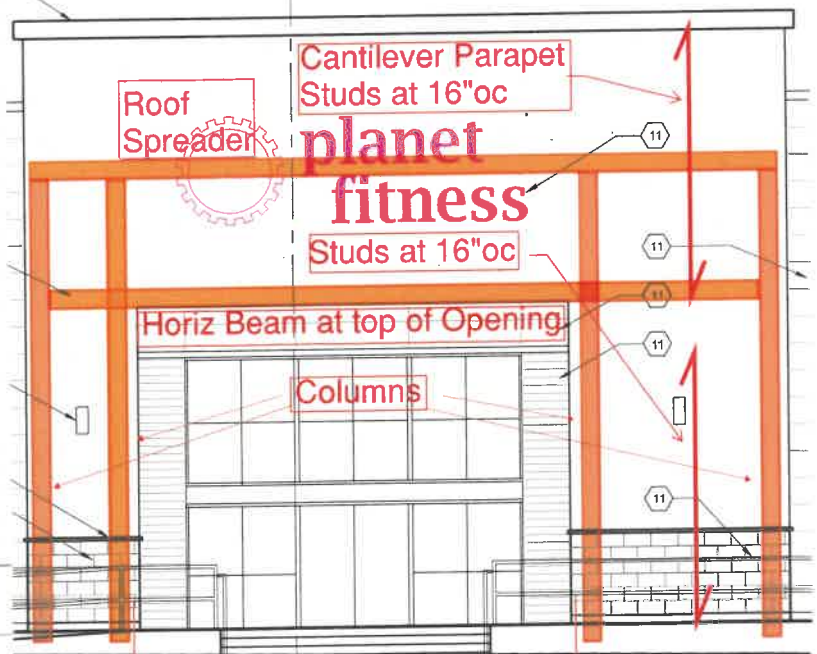 Cantilever Parapet
Studs at 16"oc
Roof
Spreader
planet
fitness
11
Studs at 16"oc
11
11
Horiz Beam at top of Opening
11
Columns
11